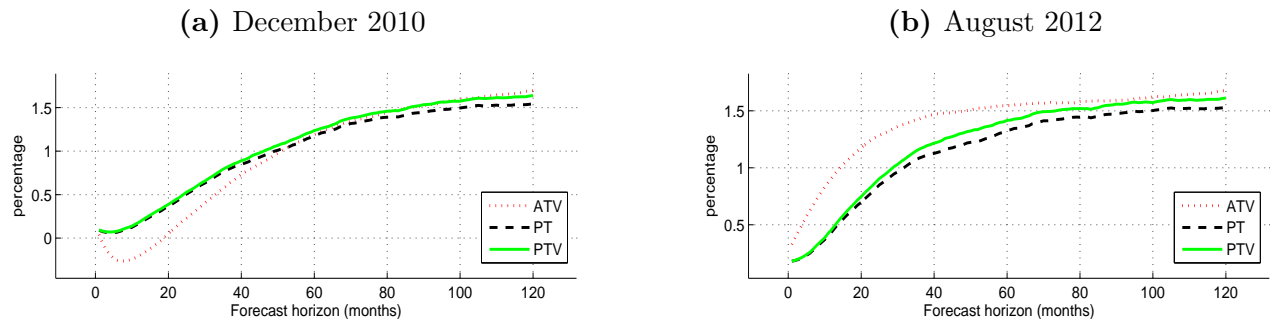 (a) December 2010
percentage
1.5
1
0.5
0
0 20 40 60 80 100 120
Forecast horizon (months)
ATV
PT
PTV
(b) August 2012
percentage
1.5
1
0.5
0 20 40 60 80 100 120
Forecast horizon (months)
ATV
PT
PTV